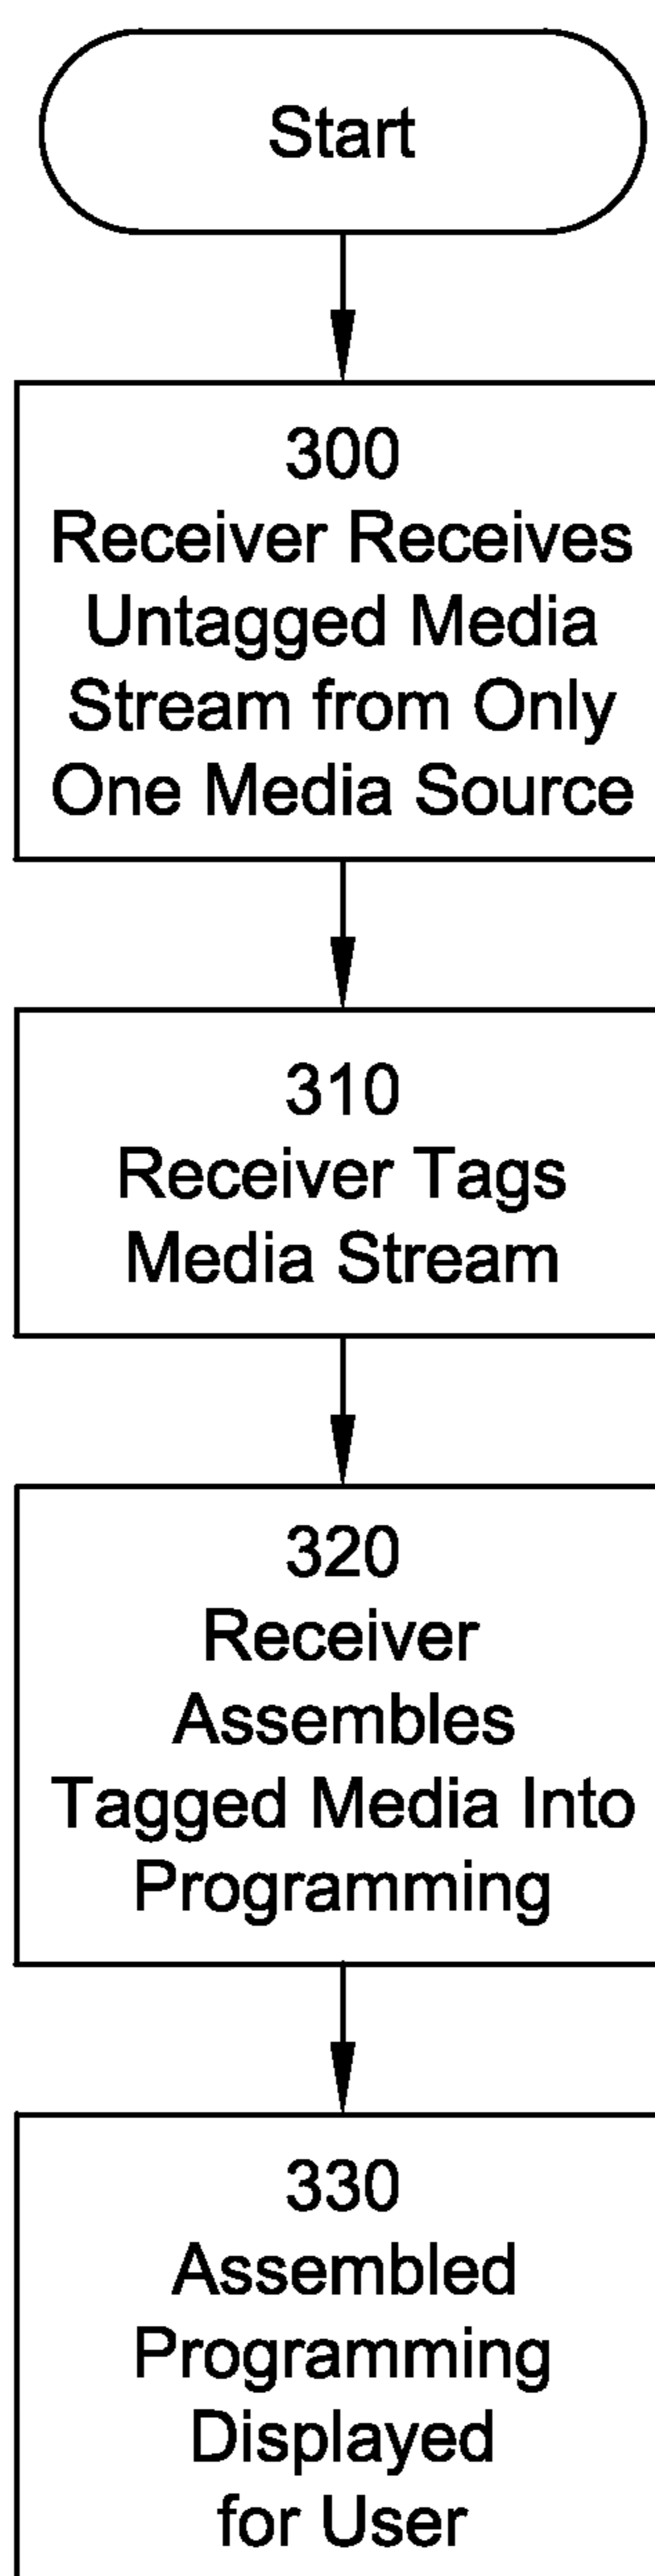 Start
300
Receiver Receives
Untagged Media
Stream from Only
One Media Source
310
Receiver Tags
Media Stream
320
Receiver
Assembles
Tagged Media Into
Programming
330
Assembled
Programming
Displayed
for User